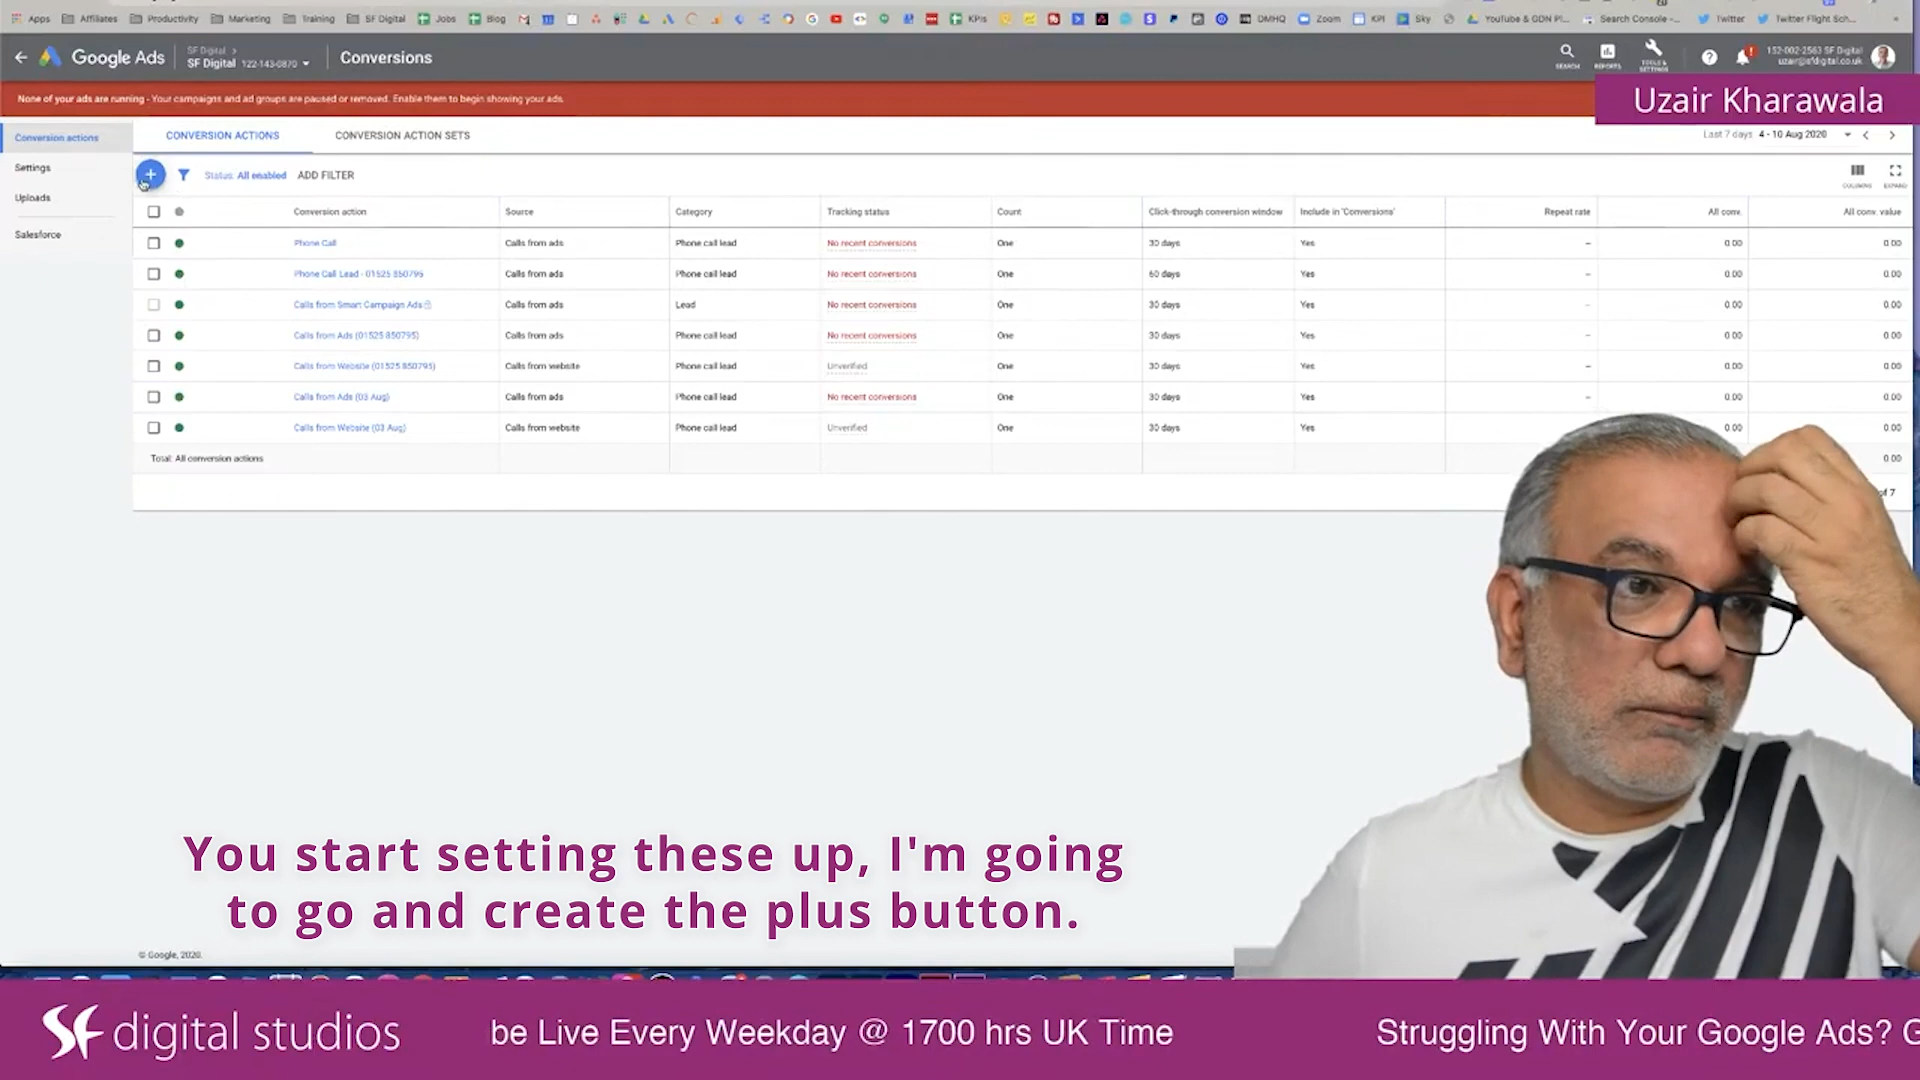 Apps Affiliates Productivity Marketing Training SF Digital Jobs Blog KPIs DMHQ Zoom KPI Sky YouTube & GDN Pl... Search Console -... Twitter Twitter Flight Sch...
Google Ads
SF Digital >
SF Digital 122-143-0870
Conversions
SEARCH
REPORTS
TOOLS & SETTINGS
152-002-2563 SF Digital
uzair@sfdigital.co.uk
None of your ads are running - Your campaigns and ad groups are paused or removed. Enable them to begin showing your ads.
Uzair Kharawala
Conversion actions
Settings
Uploads
Salesforce
CONVERSION ACTIONS CONVERSION ACTION SETS
Last 7 days 4 - 10 Aug 2020
Status: All enabled ADD FILTER
COLUMNS EXPAND
Conversion action Source Category Tracking status Count Click-through conversion window Include in 'Conversions' Repeat rate All conv. All conv. value
Phone Call Calls from ads Phone call lead No recent conversions One 30 days Yes – 0.00 0.00
Phone Call Lead - 01525 850795 Calls from ads Phone call lead No recent conversions One 60 days Yes – 0.00 0.00
Calls from Smart Campaign Ads Calls from ads Lead No recent conversions One 30 days Yes – 0.00 0.00
Calls from Ads (01525 850795) Calls from ads Phone call lead No recent conversions One 30 days Yes – 0.00 0.00
Calls from Website (01525 850795) Calls from website Phone call lead Unverified One 30 days Yes – 0.00 0.00
Calls from Ads (03 Aug) Calls from ads Phone call lead No recent conversions One 30 days Yes – 0.00 0.00
Calls from Website (03 Aug) Calls from website Phone call lead Unverified One 30 days Yes 0.00 0.00
Total: All conversion actions 0.00
of 7
You start setting these up, I'm going
to go and create the plus button.
© Google, 2020.
SF digital studios
be Live Every Weekday @ 1700 hrs UK Time
Struggling With Your Google Ads? G